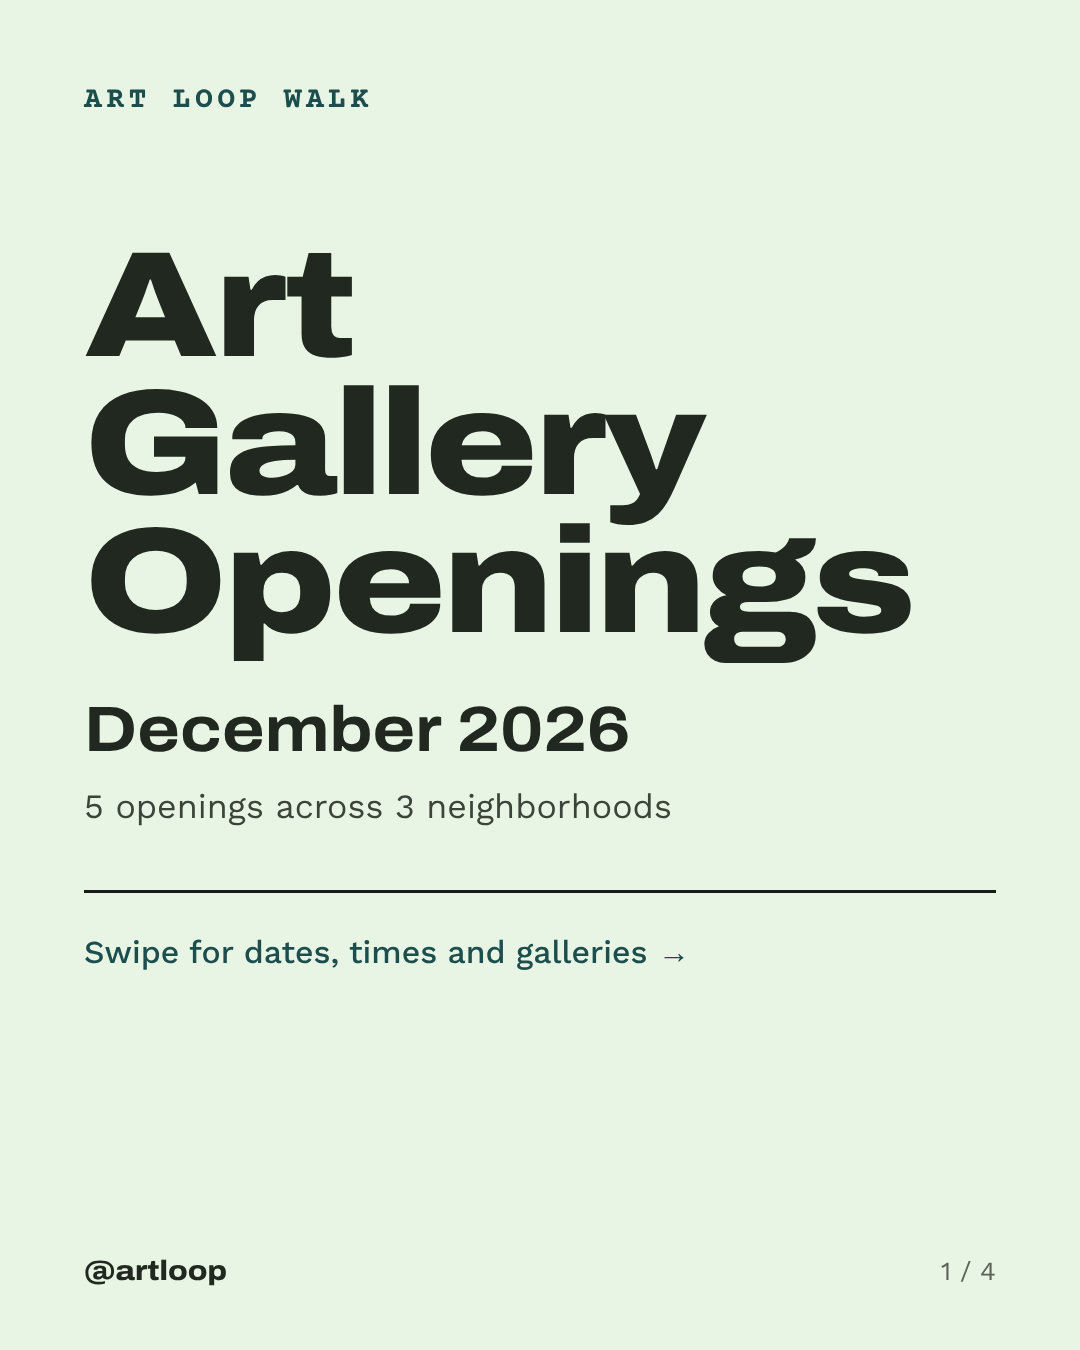 ART LOOP WALK
Art
Gallery
Openings
December 2026
5 openings across 3 neighborhoods
Swipe for dates, times and galleries →
@artloop
1 / 4